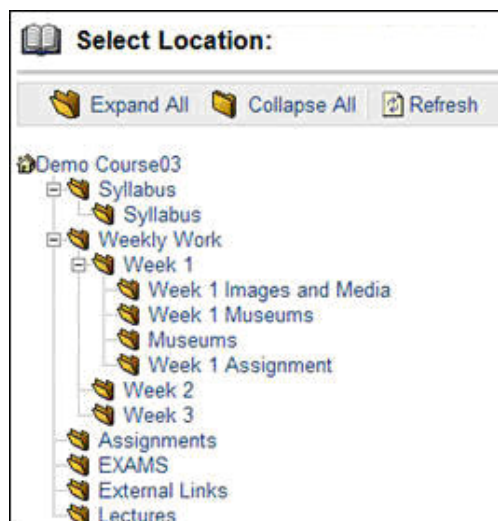 Select Location:
Expand All Collapse All Refresh
Demo Course03
Syllabus
Syllabus
Weekly Work
Week 1
Week 1 Images and Media
Week 1 Museums
Museums
Week 1 Assignment
Week 2
Week 3
Assignments
EXAMS
External Links
Lectures